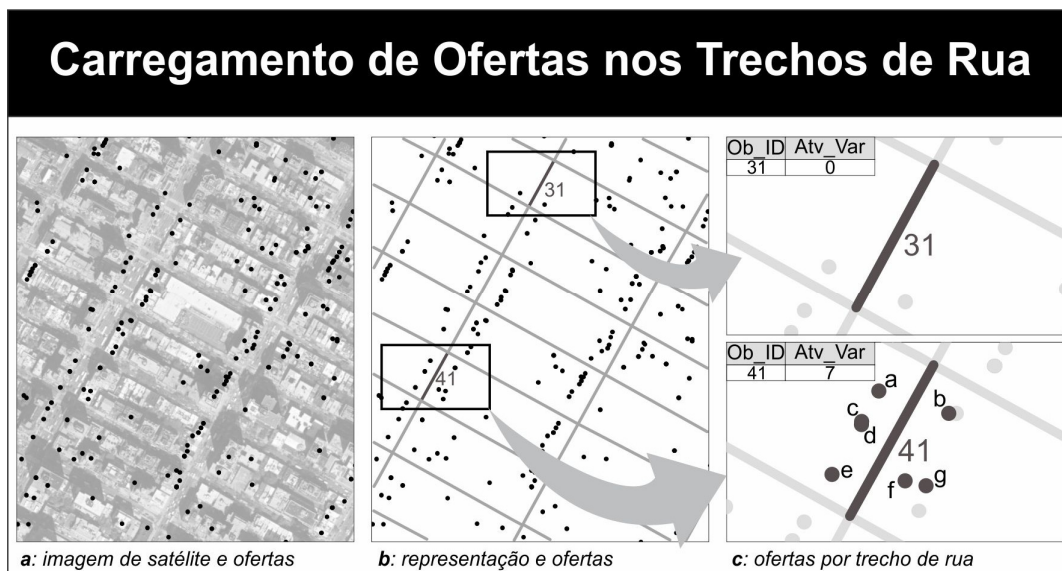 Carregamento de Ofertas nos Trechos de Rua
31
41
Ob_ID Atv_Var
31 0
31
Ob_ID Atv_Var
41 7
a
b
c
d
41
e
f
g
a: imagem de satélite e ofertas
b: representação e ofertas
c: ofertas por trecho de rua